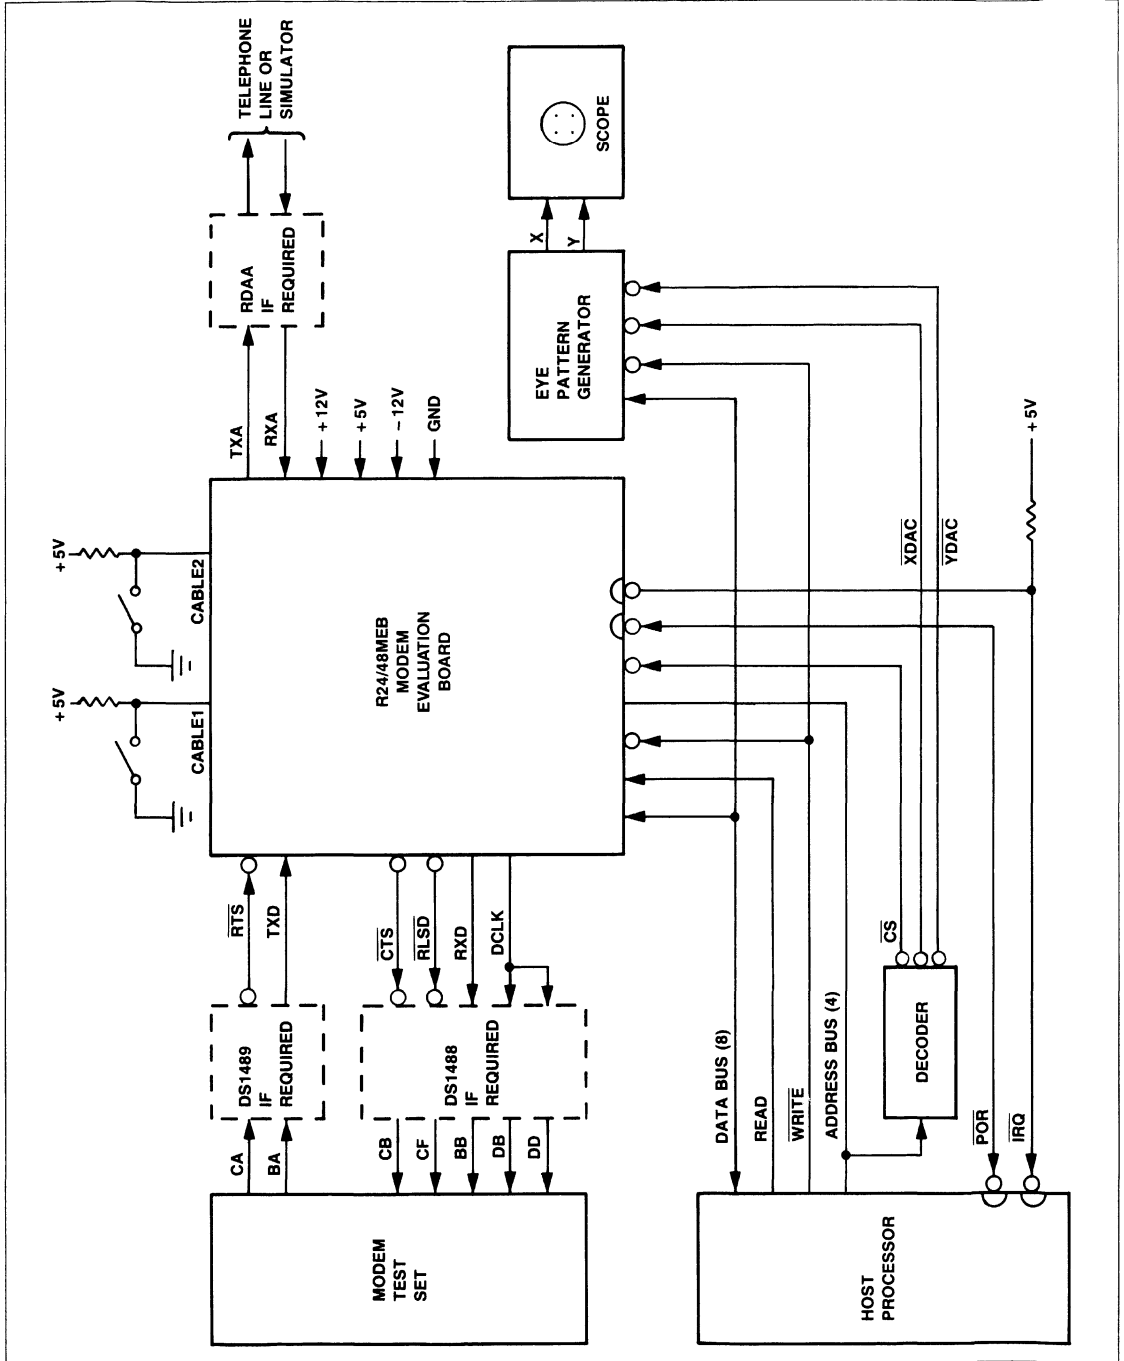 MODEM
TEST
SET
CA
BA
CB
CF
BB
DB
DD
DS1489
IF
REQUIRED
DS1488
IF
REQUIRED
RTS
TXD
CTS
RLSD
RXD
DCLK
+5V
CABLE1
+5V
CABLE2
R24/48MEB
MODEM
EVALUATION
BOARD
TXA
RXA
+12V
+5V
-12V
GND
RDAA
IF
REQUIRED
TELEPHONE
LINE OR
SIMULATOR
HOST
PROCESSOR
DATA BUS (8)
READ
WRITE
ADDRESS BUS (4)
POR
IRQ
DECODER
CS
XDAC
YDAC
+5V
EYE
PATTERN
GENERATOR
X
Y
SCOPE